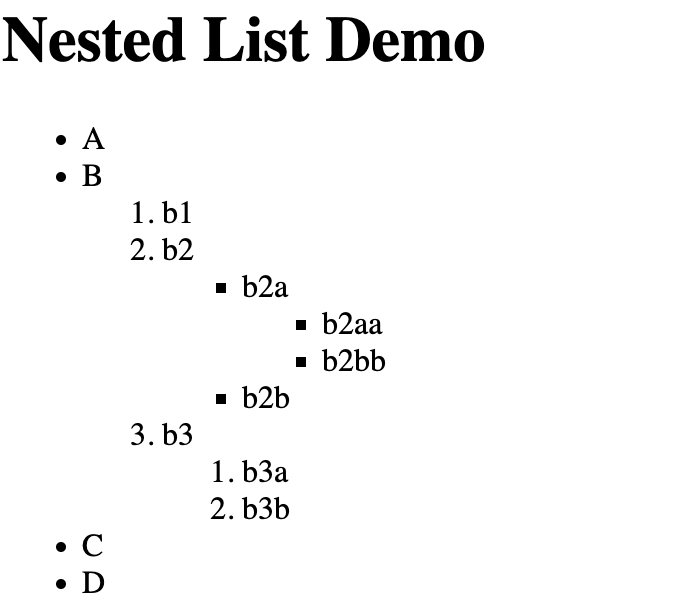 Nested List Demo
• A
• B
1. b1
2. b2
▪ b2a
▪ b2aa
▪ b2bb
▪ b2b
3. b3
1. b3a
2. b3b
• C
• D